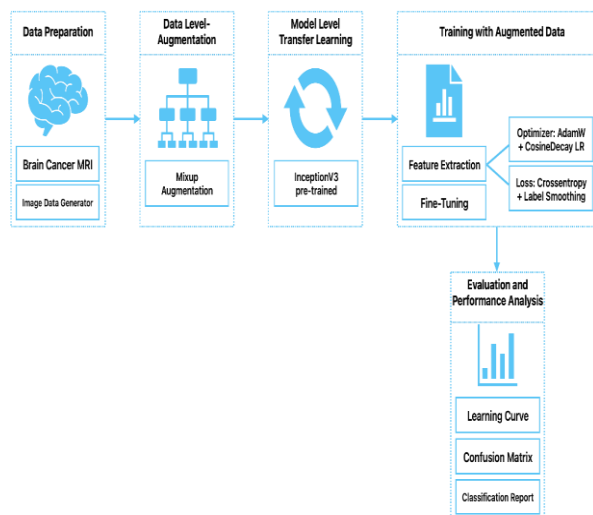 Data Preparation
Brain Cancer MRI
Image Data Generator
Data Level-
Augmentation
Mixup
Augmentation
Model Level
Transfer Learning
InceptionV3
pre-trained
Training with Augmented Data
Feature Extraction
Fine-Tuning
Optimizer: AdamW
+ CosineDecay LR
Loss: Crossentropy
+ Label Smoothing
Evaluation and
Performance Analysis
Learning Curve
Confusion Matrix
Classification Report